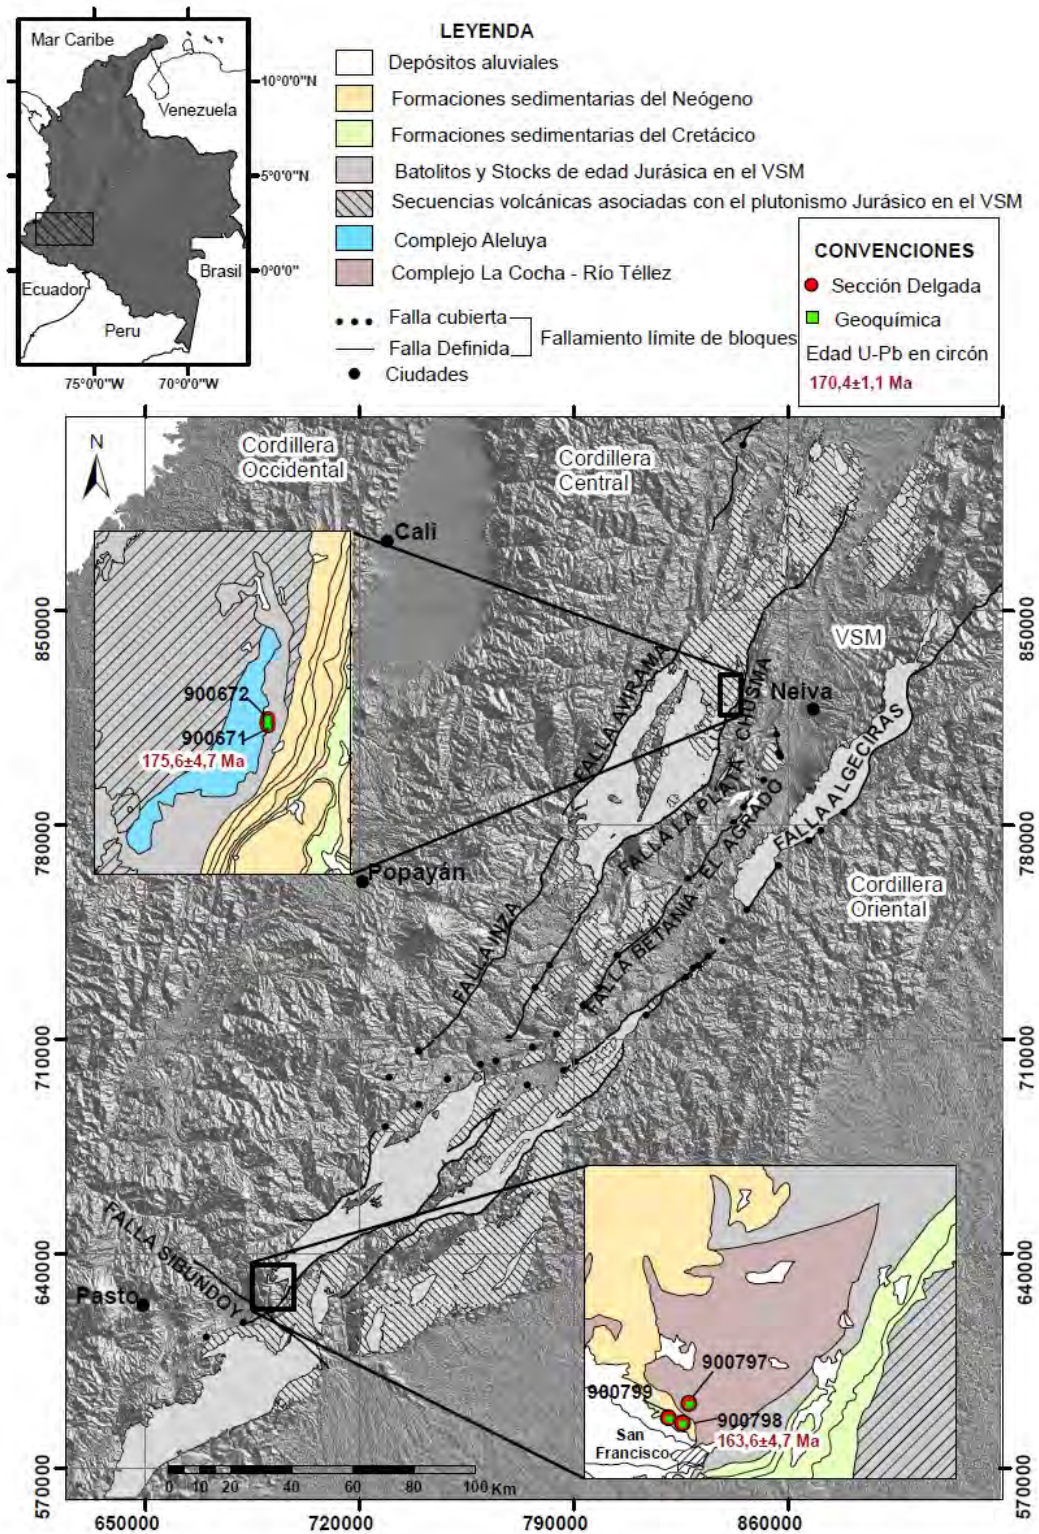 Mar Caribe
Venezuela
Brasil
Ecuador
Peru
10°0'0"N
5°0'0"N
0°0'0"
75°0'0"W
70°0'0"W
LEYENDA
Depósitos aluviales
Formaciones sedimentarias del Neógeno
Formaciones sedimentarias del Cretácico
Batolitos y Stocks de edad Jurásica en el VSM
Secuencias volcánicas asociadas con el plutonismo Jurásico en el VSM
Complejo Aleluya
Complejo La Cocha - Río Téllez
Falla cubierta
Falla Definida
Fallamiento límite de bloques
Ciudades
CONVENCIONES
Sección Delgada
Geoquímica
Edad U-Pb en circón
170,4±1,1 Ma
N
Cordillera
Occidental
Cordillera
Central
Cali
VSM
Neiva
Popayán
Cordillera
Oriental
Pasto
FALLA AVIRAMA
FALLA LA PLATA CHUSMA
FALLA ALGECIRAS
FALLA BETANIA - EL AGRADO
FALLA INZA
FALLA SIBUNDOY
900672
900671
175,6±4,7 Ma
900797
900799
900798
163,6±4,7 Ma
San
Francisco
0 10 20 40 60 80 100 Km
850000
780000
710000
640000
570000
850000
780000
710000
640000
570000
650000
720000
790000
860000